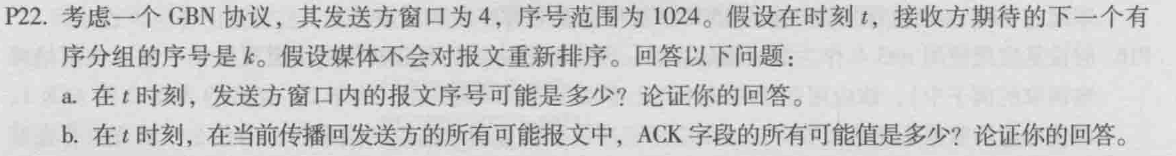 P22. 考虑一个 GBN 协议，其发送方窗口为 4，序号范围为 1024。假设在时刻 t，接收方期待的下一个有
序分组的序号是 k。假设媒体不会对报文重新排序。回答以下问题：
a. 在 t 时刻，发送方窗口内的报文序号可能是多少？论证你的回答。
b. 在 t 时刻，在当前传播回发送方的所有可能报文中，ACK 字段的所有可能值是多少？论证你的回答。